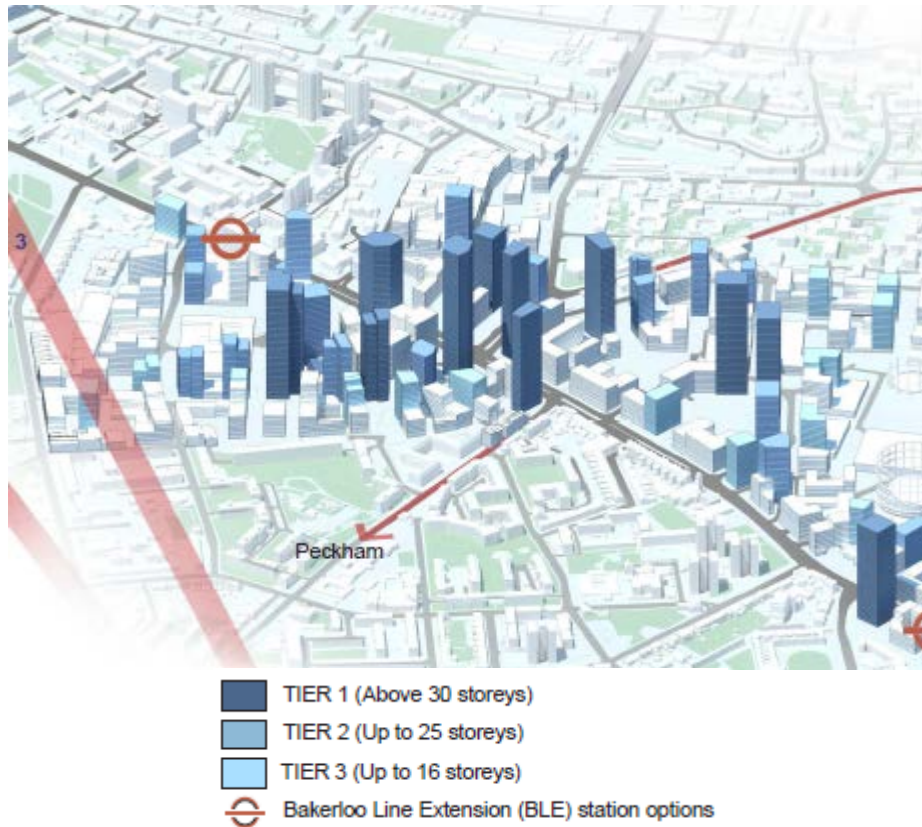 3
Peckham
TIER 1 (Above 30 storeys)
TIER 2 (Up to 25 storeys)
TIER 3 (Up to 16 storeys)
Bakerloo Line Extension (BLE) station options